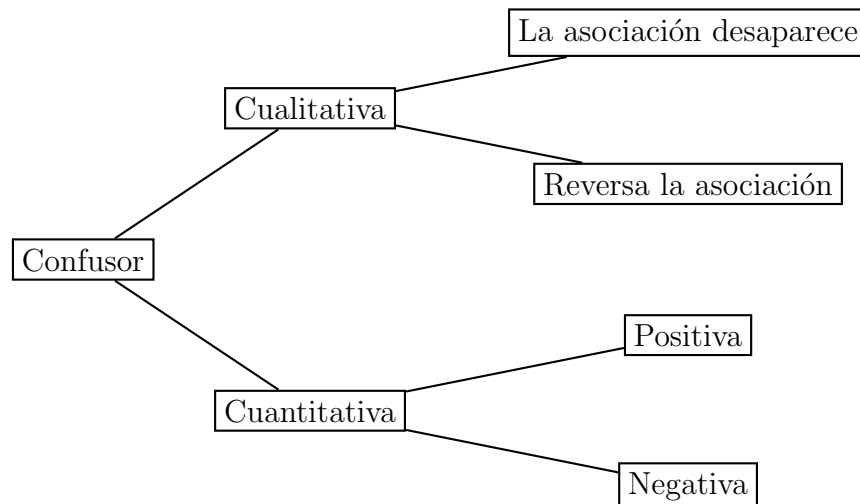 La asociación desaparece
Cualitativa
Reversa la asociación
Confusor
Positiva
Cuantitativa
Negativa